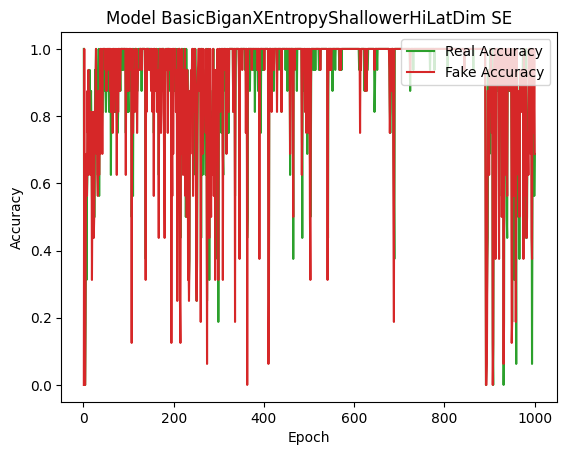 Model BasicBiganXEntropyShallowerHiLatDim SE
Real Accuracy
Fake Accuracy
Accuracy
1.0
0.8
0.6
0.4
0.2
0.0
0
200
400
600
800
1000
Epoch